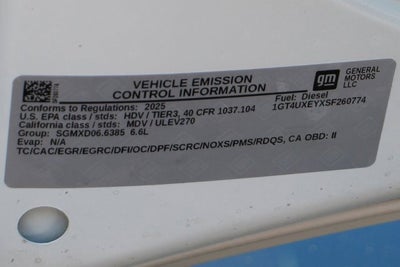 VEHICLE EMISSION
CONTROL INFORMATION
gm
GENERAL
MOTORS
LLC
Conforms to Regulations: 2025
Fuel: Diesel
U.S. EPA class / stds: HDV / TIER3, 40 CFR 1037.104
1GT4UXEYXSF260774
California class / stds: MDV / ULEV270
Group: SGMXD06.6385 6.6L
Evap: N/A
TC/CAC/EGR/EGRC/DFI/OC/DPF/SCRC/NOXS/PMS/RDQS, CA OBD: II